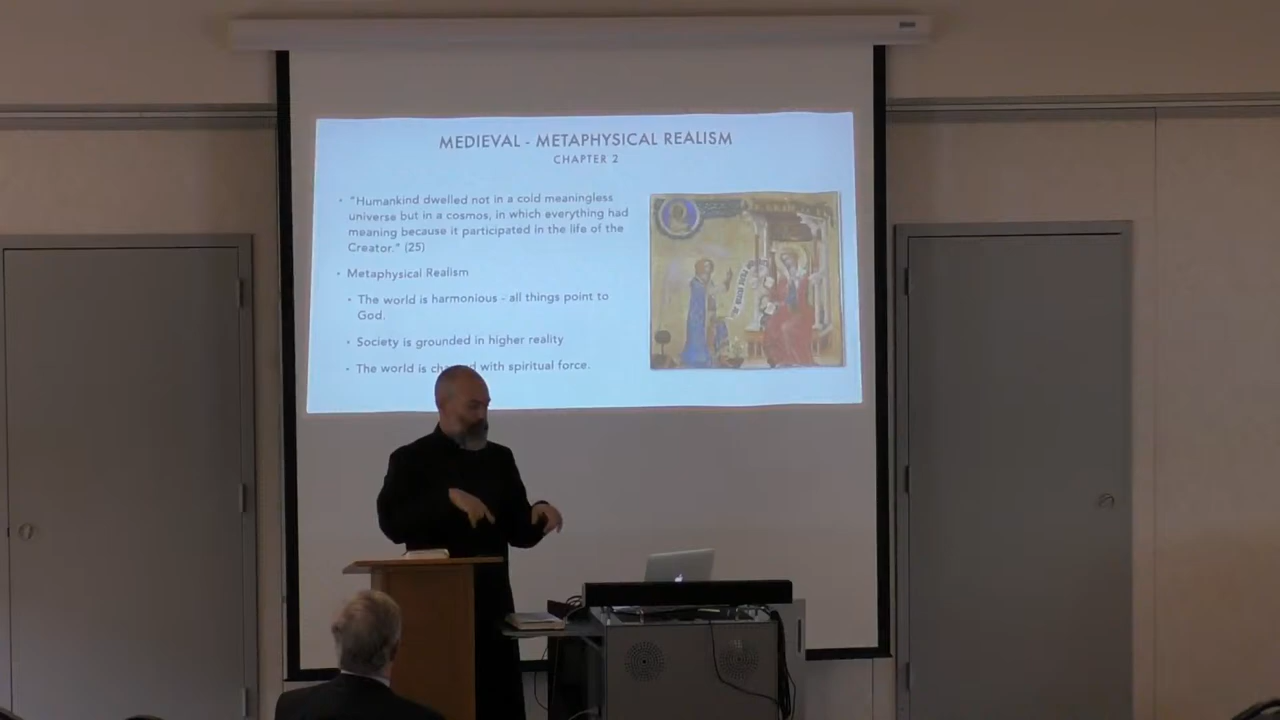 MEDIEVAL - METAPHYSICAL REALISM
CHAPTER 2
• "Humankind dwelled not in a cold meaningless
universe but in a cosmos, in which everything had
meaning because it participated in the life of the
Creator." (25)
• Metaphysical Realism
• The world is harmonious - all things point to
God.
• Society is grounded in higher reality
• The world is with spiritual force.